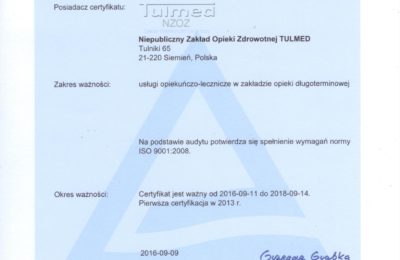 Posiadacz certyfikatu:
Tulmed
NZOZ
Niepubliczny Zakład Opieki Zdrowotnej TULMED
Tulniki 65
21-220 Siemień, Polska
Zakres ważności:
usługi opiekuńczo-lecznicze w zakładzie opieki długoterminowej
Na podstawie audytu potwierdza się spełnienie wymagań normy
ISO 9001:2008.
Okres ważności:
Certyfikat jest ważny od 2016-09-11 do 2018-09-14.
Pierwsza certyfikacja w 2013 r.
2016-09-09